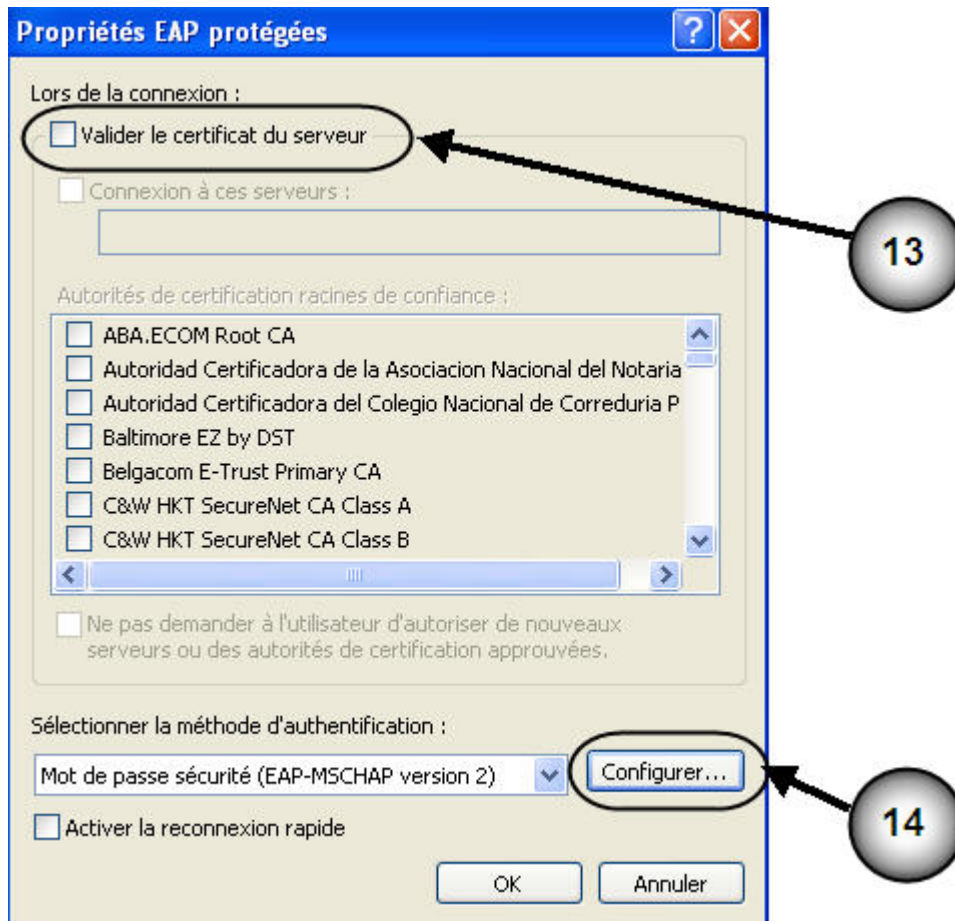 Propriétés EAP protégées
Lors de la connexion :
Valider le certificat du serveur
Connexion à ces serveurs :
13
Autorités de certification racines de confiance :
ABA.ECOM Root CA
Autoridad Certificadora de la Asociacion Nacional del Notaria
Autoridad Certificadora del Colegio Nacional de Correduria P
Baltimore EZ by DST
Belgacom E-Trust Primary CA
C&W HKT SecureNet CA Class A
C&W HKT SecureNet CA Class B
Ne pas demander à l'utilisateur d'autoriser de nouveaux
serveurs ou des autorités de certification approuvées.
Sélectionner la méthode d'authentification :
Mot de passe sécurité (EAP-MSCHAP version 2)
Configurer...
14
Activer la reconnexion rapide
OK
Annuler